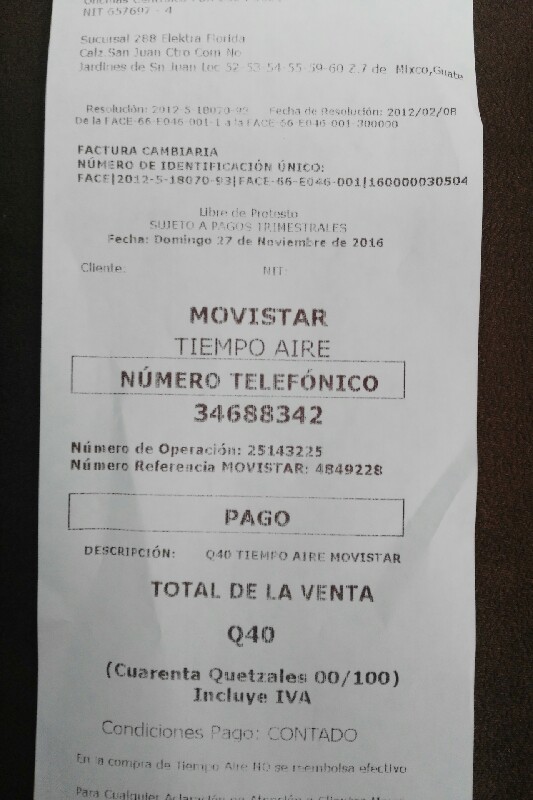 NIT 657697 - 4
Sucursal 288 Elektra Florida
Calz San Juan Ctro Com No
Jardines de Sn Juan Loc 52-53-54-55-59-60 Z.7 de Mixco,Guate
Resolución: 2012-5-18070-93 Fecha de Resolución: 2012/02/08
De la FACE-66-E046-001-1 a la FACE-66-E046-001-300000
FACTURA CAMBIARIA
NÚMERO DE IDENTIFICACIÓN ÚNICO:
FACE|2012-5-18070-93|FACE-66-E046-001|160000030504
Libre de Protesto
SUJETO A PAGOS TRIMESTRALES
Fecha: Domingo 27 de Noviembre de 2016
Cliente: NIT:
MOVISTAR
TIEMPO AIRE
NÚMERO TELEFÓNICO
34688342
Número de Operación: 25143225
Número Referencia MOVISTAR: 4849228
PAGO
DESCRIPCIÓN: Q40 TIEMPO AIRE MOVISTAR
TOTAL DE LA VENTA
Q40
(Cuarenta Quetzales 00/100)
Incluye IVA
Condiciones Pago: CONTADO
En la compra de Tiempo Aire NO se reembolsa efectivo
Para Cualquier Aclaración en Atención a Clientes